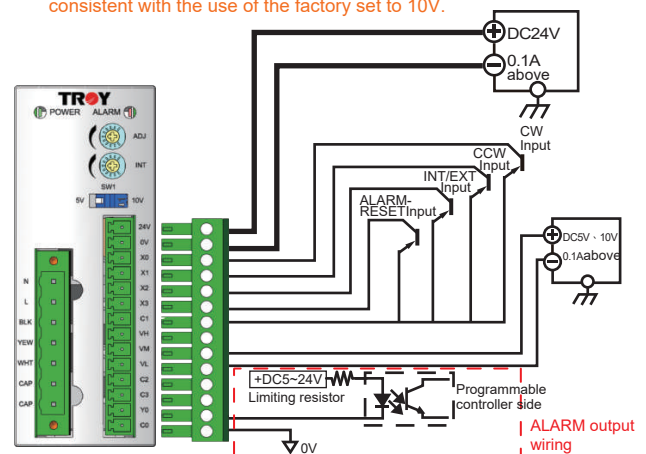 consistent with the use of the factory set to 10V.
DC24V
0.1A
above
TROY
POWER ALARM
ADJ
INT
SW1
5V 10V
24V
0V
X0
X1
X2
X3
C1
VH
VM
VL
C2
C3
Y0
C0
N
L
BLK
YEW
WHT
CAP
CAP
CW
Input
CCW
Input
INT/EXT
Input
ALARM-
RESETInput
DC5V、10V
0.1Aabove
+DC5~24V
Limiting resistor
Programmable
controller side
0V
ALARM output
wiring